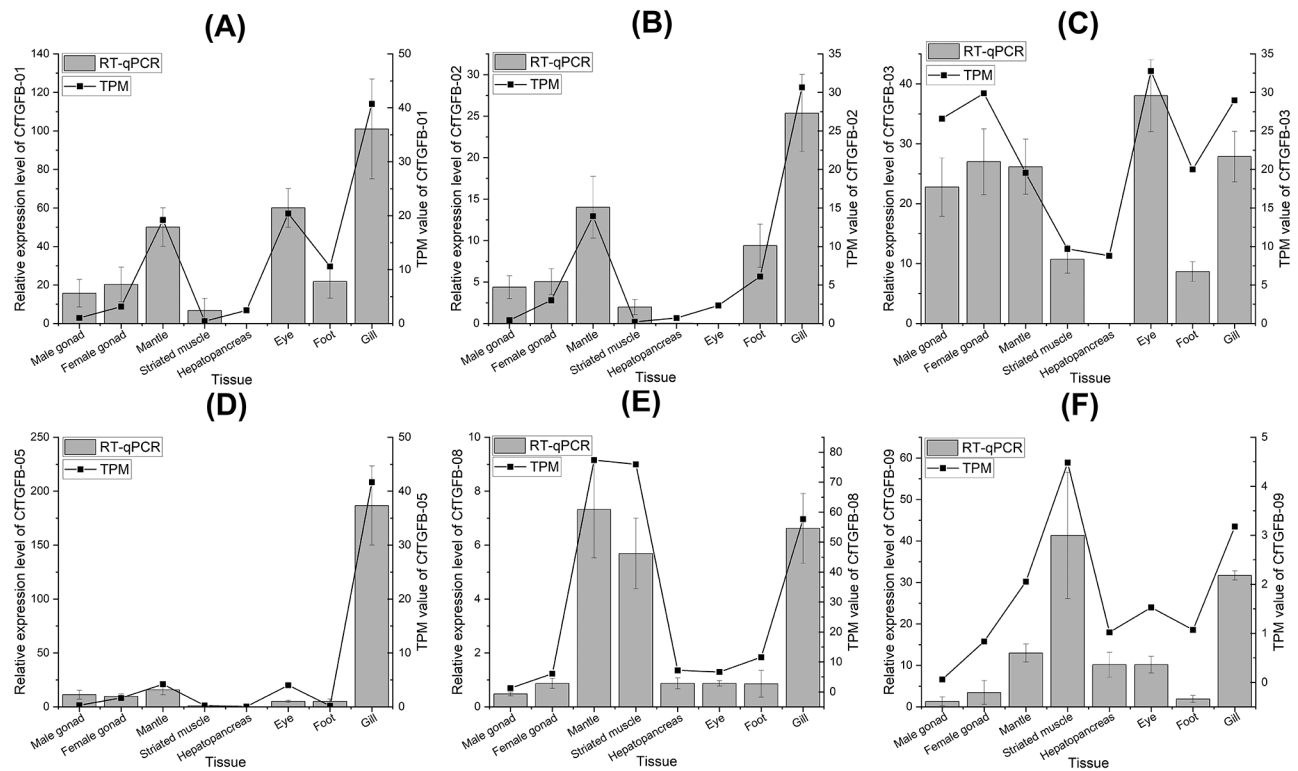 (A)
RT-qPCR
TPM
Relative expression level of CfTGFB-01
0
20
40
60
80
100
120
140
TPM value of CfTGFB-01
0
10
20
30
40
50
Male gonad
Female gonad
Mantle
Striated muscle
Hepatopancreas
Eye
Foot
Gill
Tissue
(B)
RT-qPCR
TPM
Relative expression level of CfTGFB-02
0
5
10
15
20
25
30
TPM value of CfTGFB-02
0
5
10
15
20
25
30
35
Male gonad
Female gonad
Mantle
Striated muscle
Hepatopancreas
Eye
Foot
Gill
Tissue
(C)
RT-qPCR
TPM
Relative expression level of CfTGFB-03
0
10
20
30
40
TPM value of CfTGFB-03
0
5
10
15
20
25
30
35
Male gonad
Female gonad
Mantle
Striated muscle
Hepatopancreas
Eye
Foot
Gill
Tissue
(D)
RT-qPCR
TPM
Relative expression level of CfTGFB-05
0
25
50
75
100
125
150
175
200
225
250
TPM value of CfTGFB-05
0
10
20
30
40
50
Male gonad
Female gonad
Mantle
Striated muscle
Hepatopancreas
Eye
Foot
Gill
Tissue
(E)
RT-qPCR
TPM
Relative expression level of CfTGFB-08
0
2
4
6
8
10
TPM value of CfTGFB-08
0
10
20
30
40
50
60
70
80
Male gonad
Female gonad
Mantle
Striated muscle
Hepatopancreas
Eye
Foot
Gill
Tissue
(F)
RT-qPCR
TPM
Relative expression level of CfTGFB-09
0
5
10
15
20
25
30
35
40
45
50
55
60
TPM value of CfTGFB-09
0
1
2
3
4
5
Male gonad
Female gonad
Mantle
Striated muscle
Hepatopancreas
Eye
Foot
Gill
Tissue